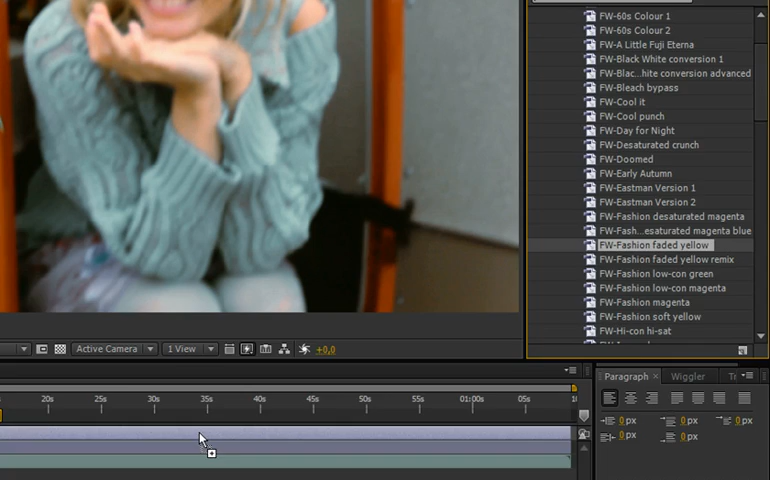 FW-60s Colour 1
FW-60s Colour 2
FW-A Little Fuji Eterna
FW-Black White conversion 1
FW-Blac...hite conversion advanced
FW-Bleach bypass
FW-Cool it
FW-Cool punch
FW-Day for Night
FW-Desaturated crunch
FW-Doomed
FW-Early Autumn
FW-Eastman Version 1
FW-Eastman Version 2
FW-Fashion desaturated magenta
FW-Fash...esaturated magenta blue
FW-Fashion faded yellow
FW-Fashion faded yellow remix
FW-Fashion low-con green
FW-Fashion low-con magenta
FW-Fashion magenta
FW-Fashion soft yellow
FW-Hi-con hi-sat
Active Camera 1 View +0,0
Paragraph Wiggler Tr
20s 25s 30s 35s 40s 45s 50s 55s 01:00s 05s 10
0 px 0 px 0 px
0 px 0 px